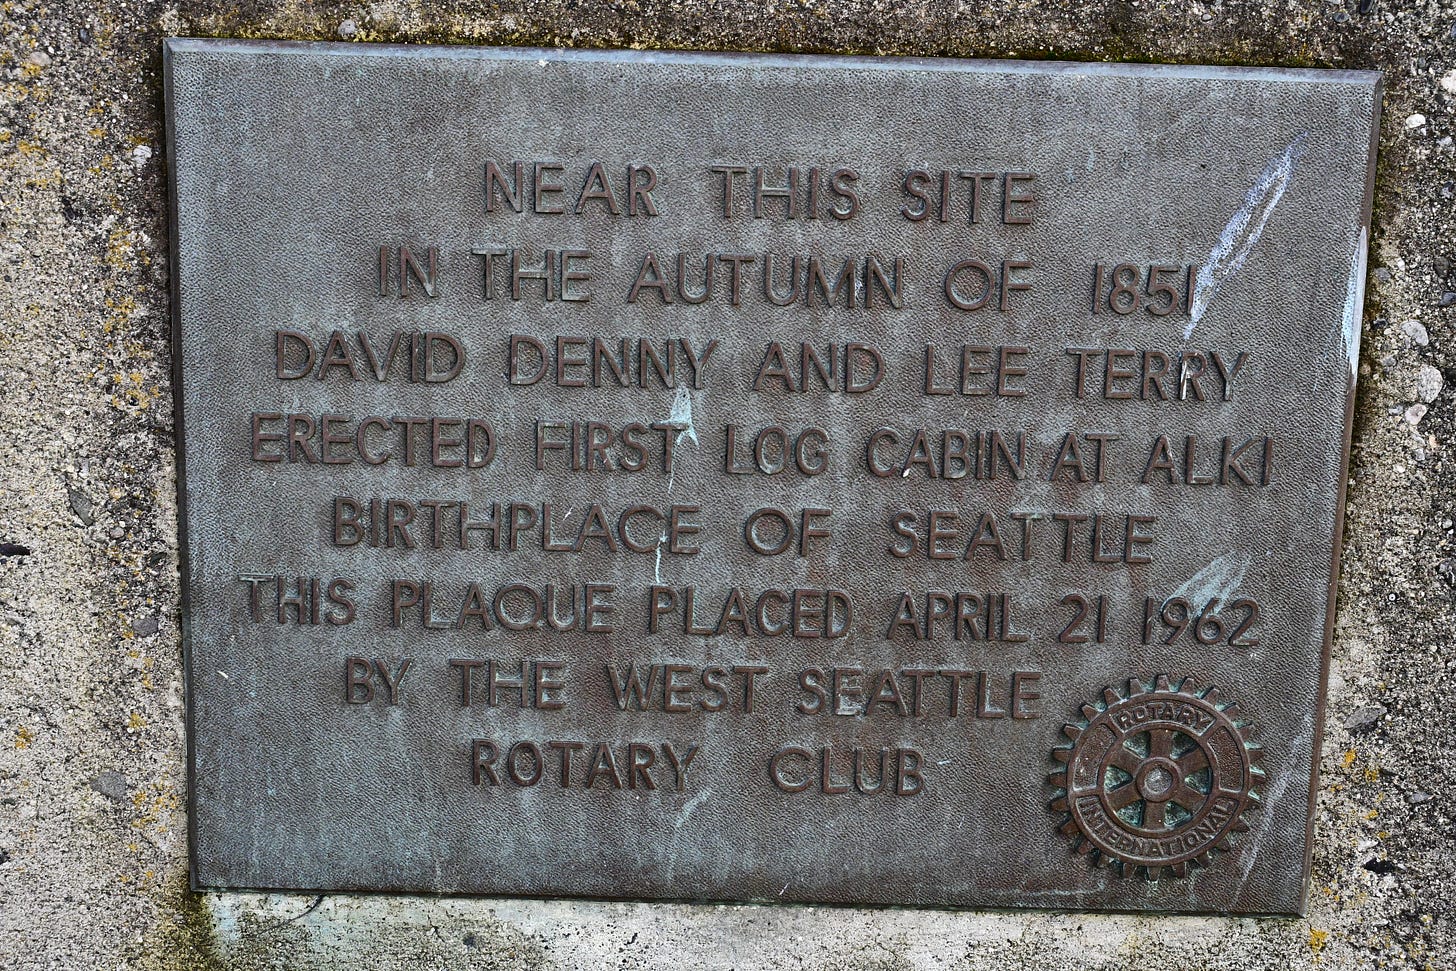 NEAR THIS SITE
IN THE AUTUMN OF 1851
DAVID DENNY AND LEE TERRY
ERECTED FIRST LOG CABIN AT ALKI
BIRTHPLACE OF SEATTLE
THIS PLAQUE PLACED APRIL 21 1962
BY THE WEST SEATTLE
ROTARY CLUB
ROTARY
INTERNATIONAL